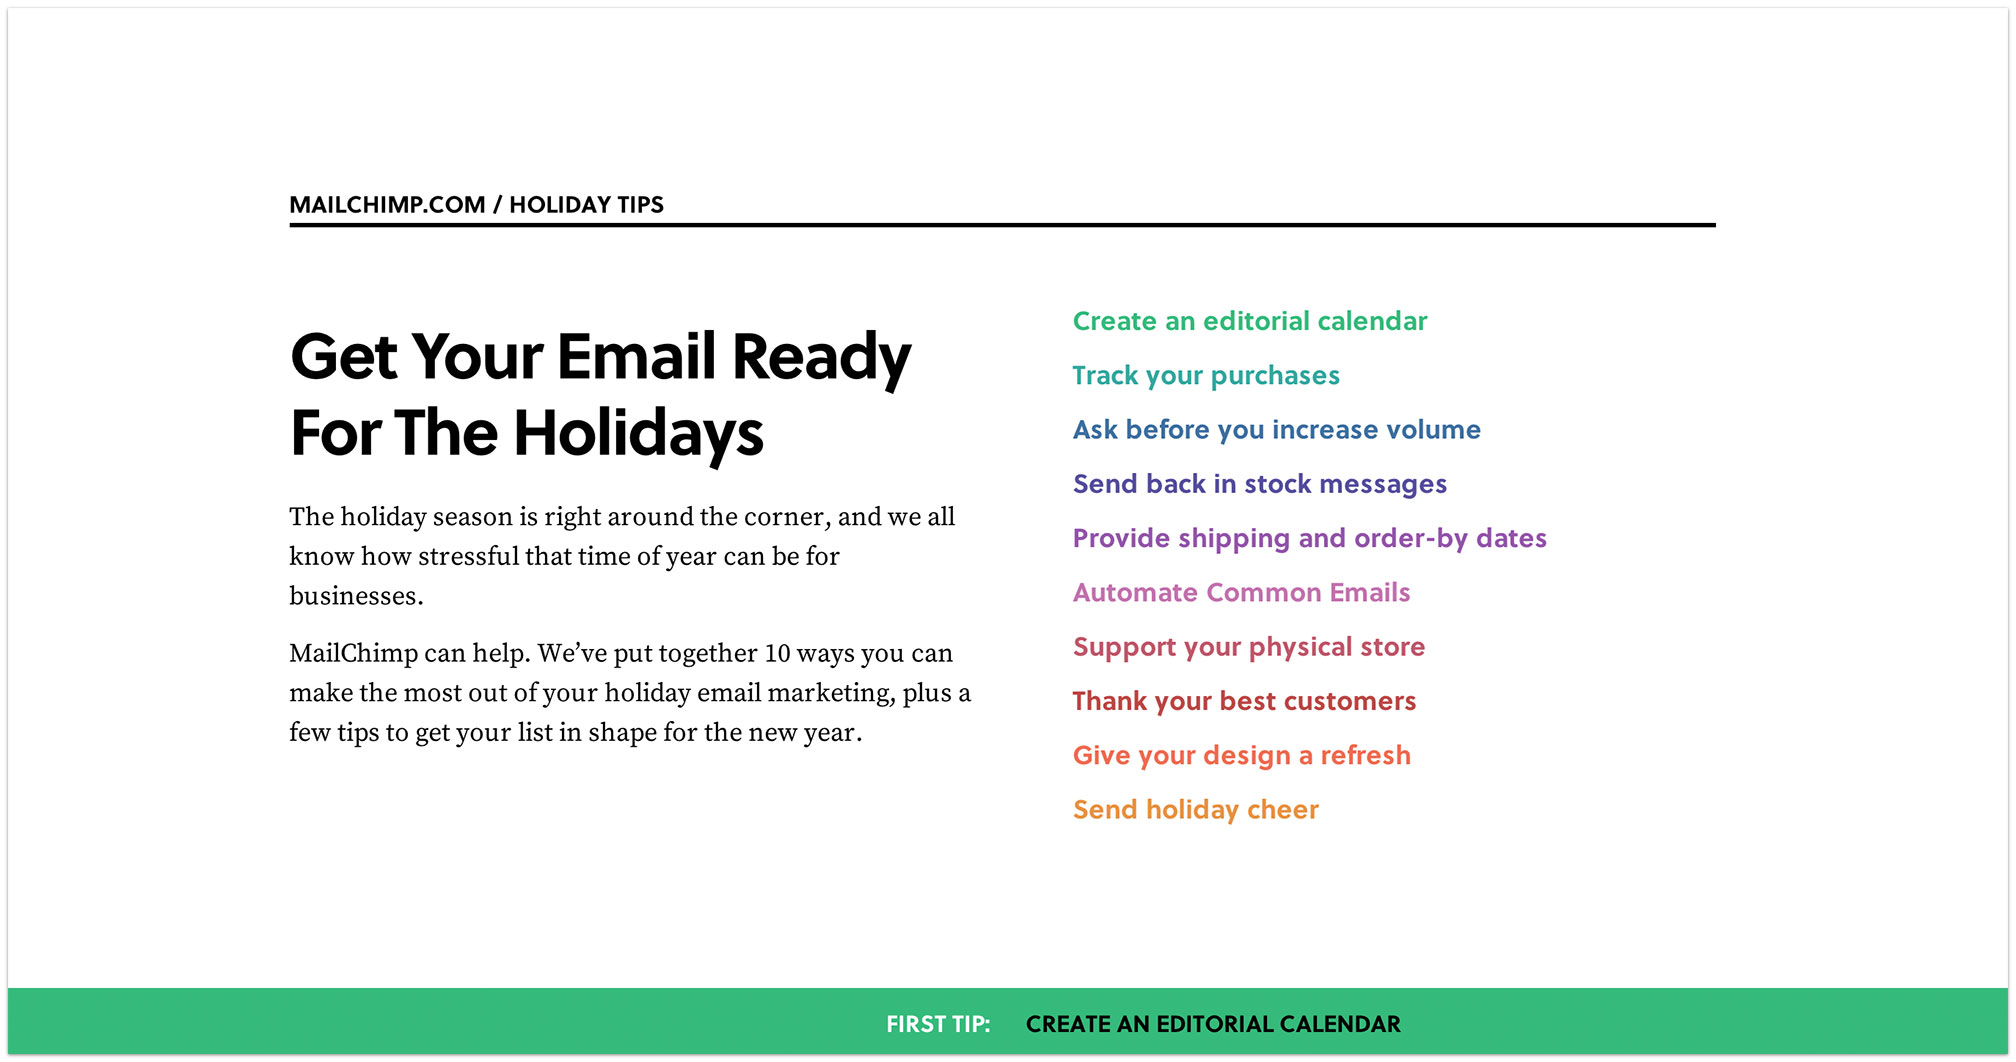 MAILCHIMP.COM / HOLIDAY TIPS
Get Your Email Ready
For The Holidays
The holiday season is right around the corner, and we all
know how stressful that time of year can be for
businesses.
MailChimp can help. We’ve put together 10 ways you can
make the most out of your holiday email marketing, plus a
few tips to get your list in shape for the new year.
Create an editorial calendar
Track your purchases
Ask before you increase volume
Send back in stock messages
Provide shipping and order-by dates
Automate Common Emails
Support your physical store
Thank your best customers
Give your design a refresh
Send holiday cheer
FIRST TIP: CREATE AN EDITORIAL CALENDAR